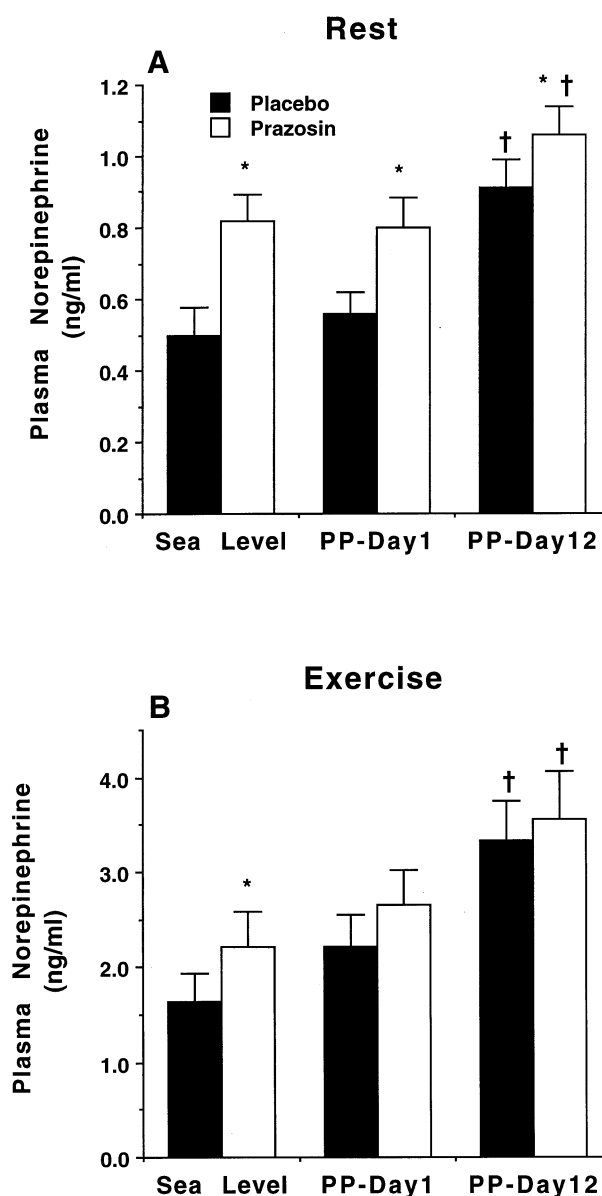 Rest
A
Placebo
Prazosin
* †
†
*
*
1.2
1.0
0.8
0.6
0.4
0.2
0.0
Plasma Norepinephrine
(ng/ml)
Sea Level PP-Day1 PP-Day12
Exercise
B
†
†
*
4.0
3.0
2.0
1.0
0.0
Plasma Norepinephrine
(ng/ml)
Sea Level PP-Day1 PP-Day12